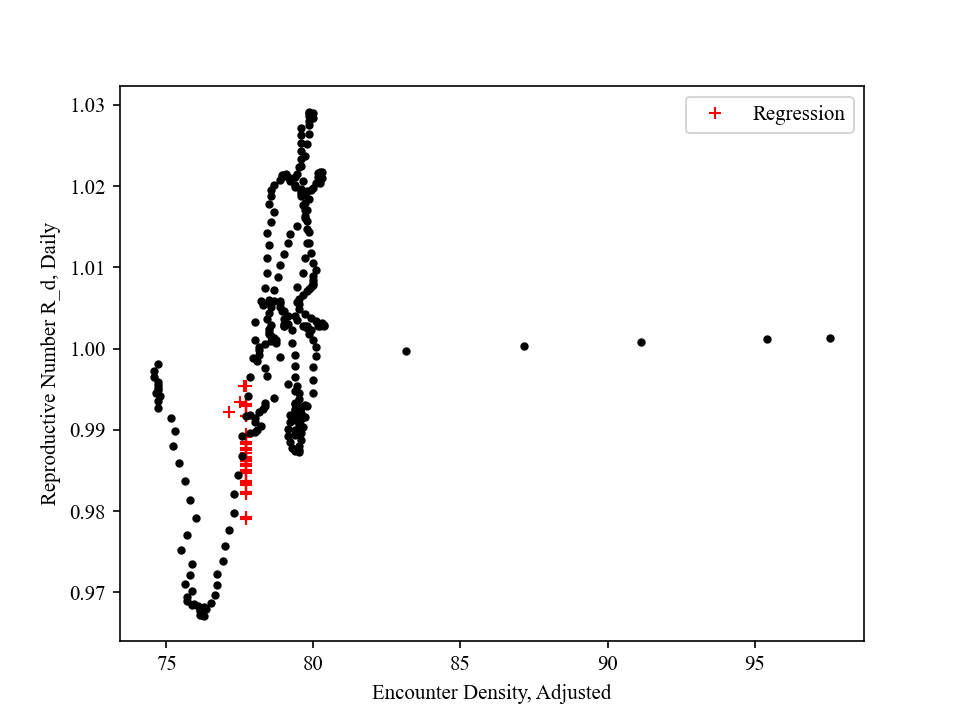 Regression
1.03
1.02
1.01
1.00
0.99
0.98
0.97
Reproductive Number R_d, Daily
75 80 85 90 95
Encounter Density, Adjusted